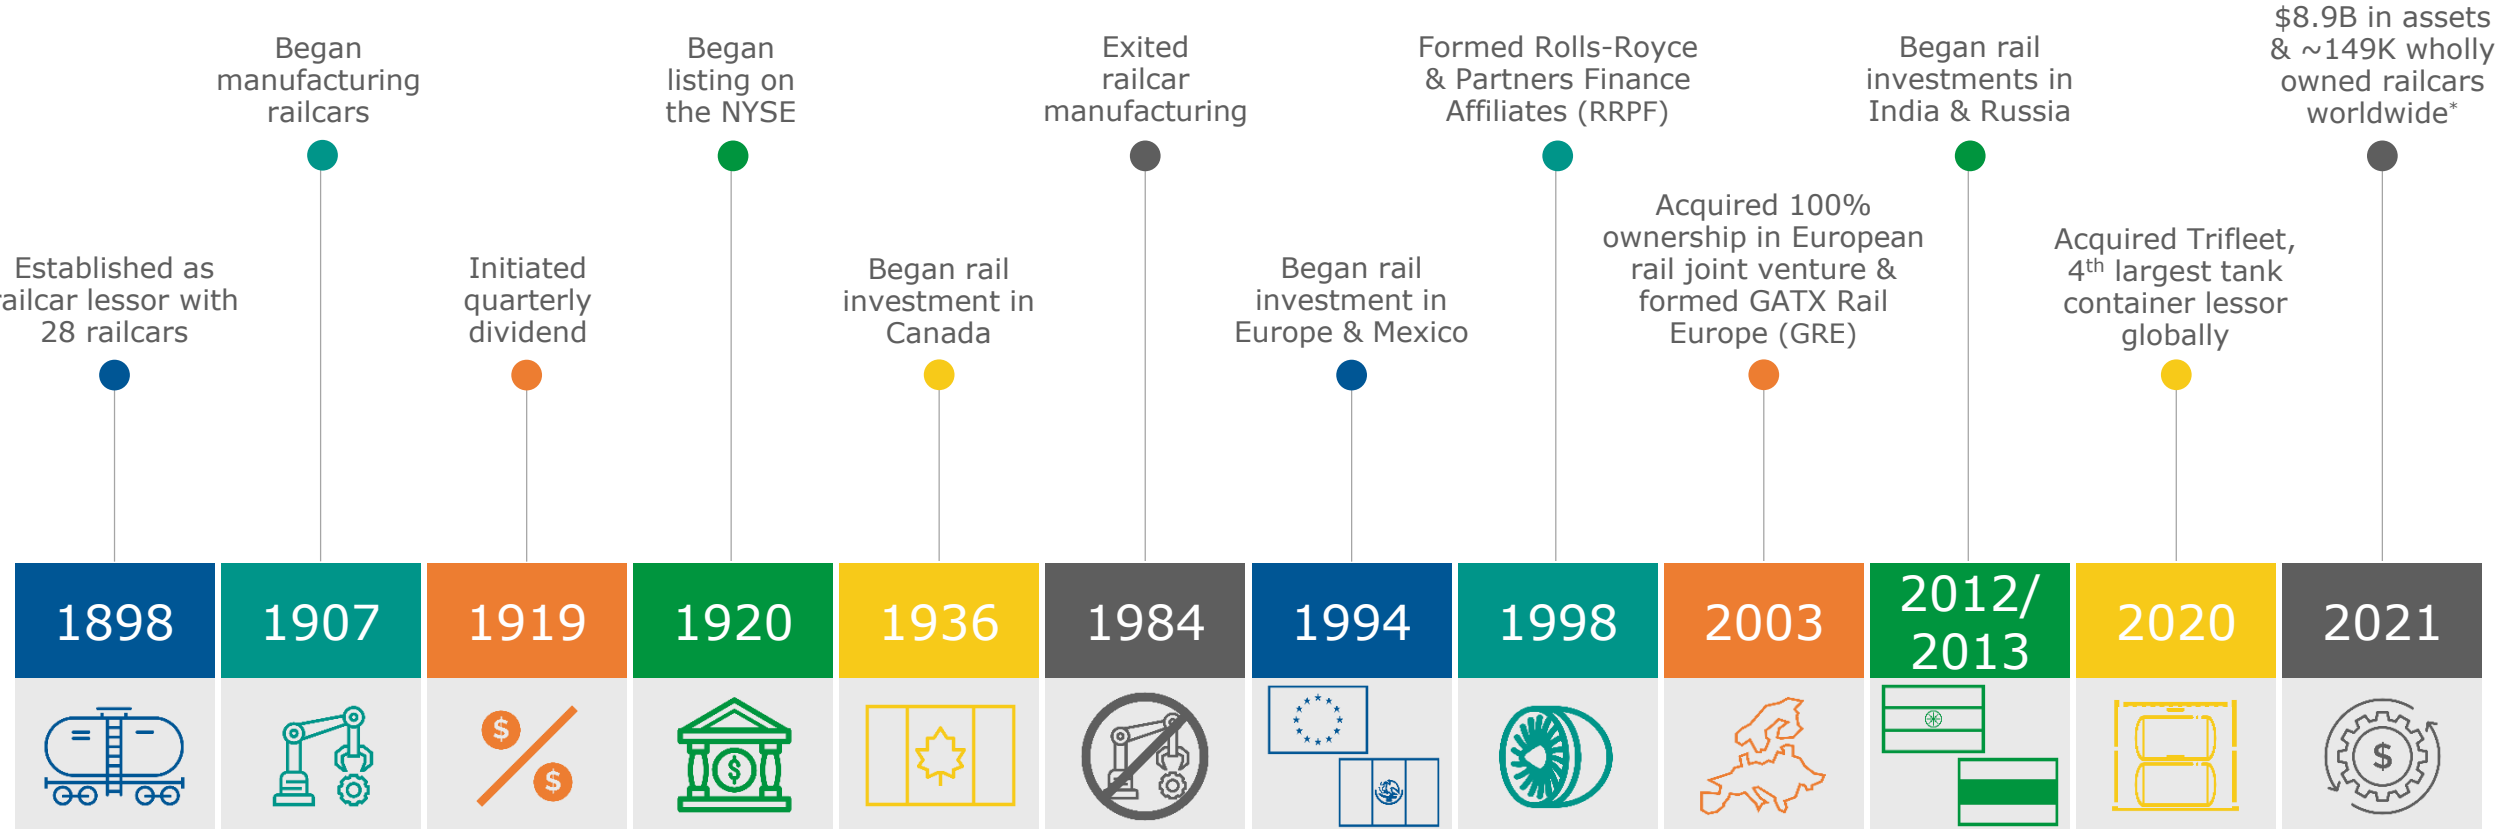 Established as
railcar lessor with
28 railcars
1898
Began
manufacturing
railcars
1907
Initiated
quarterly
dividend
1919
Began
listing on
the NYSE
1920
Began rail
investment in
Canada
1936
Exited
railcar
manufacturing
1984
Began rail
investment in
Europe & Mexico
1994
Formed Rolls-Royce
& Partners Finance
Affiliates (RRPF)
1998
Acquired 100%
ownership in European
rail joint venture &
formed GATX Rail
Europe (GRE)
2003
Began rail
investments in
India & Russia
2012/
2013
Acquired Trifleet,
4th largest tank
container lessor
globally
2020
$8.9B in assets
& ~149K wholly
owned railcars
worldwide*
2021
$
$
$
$